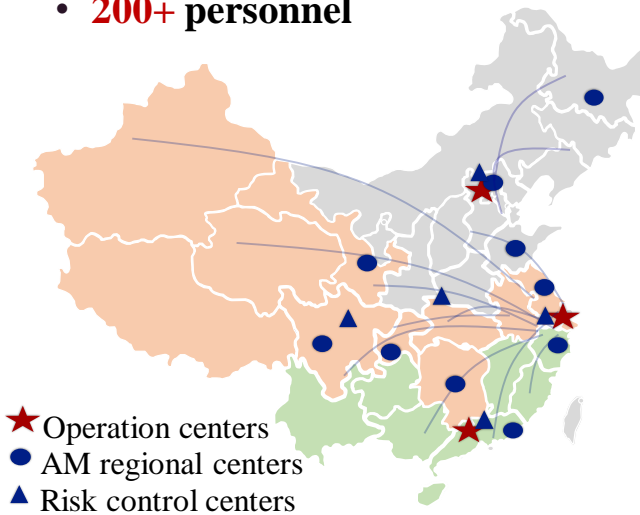 • 200+ personnel
Operation centers
AM regional centers
Risk control centers